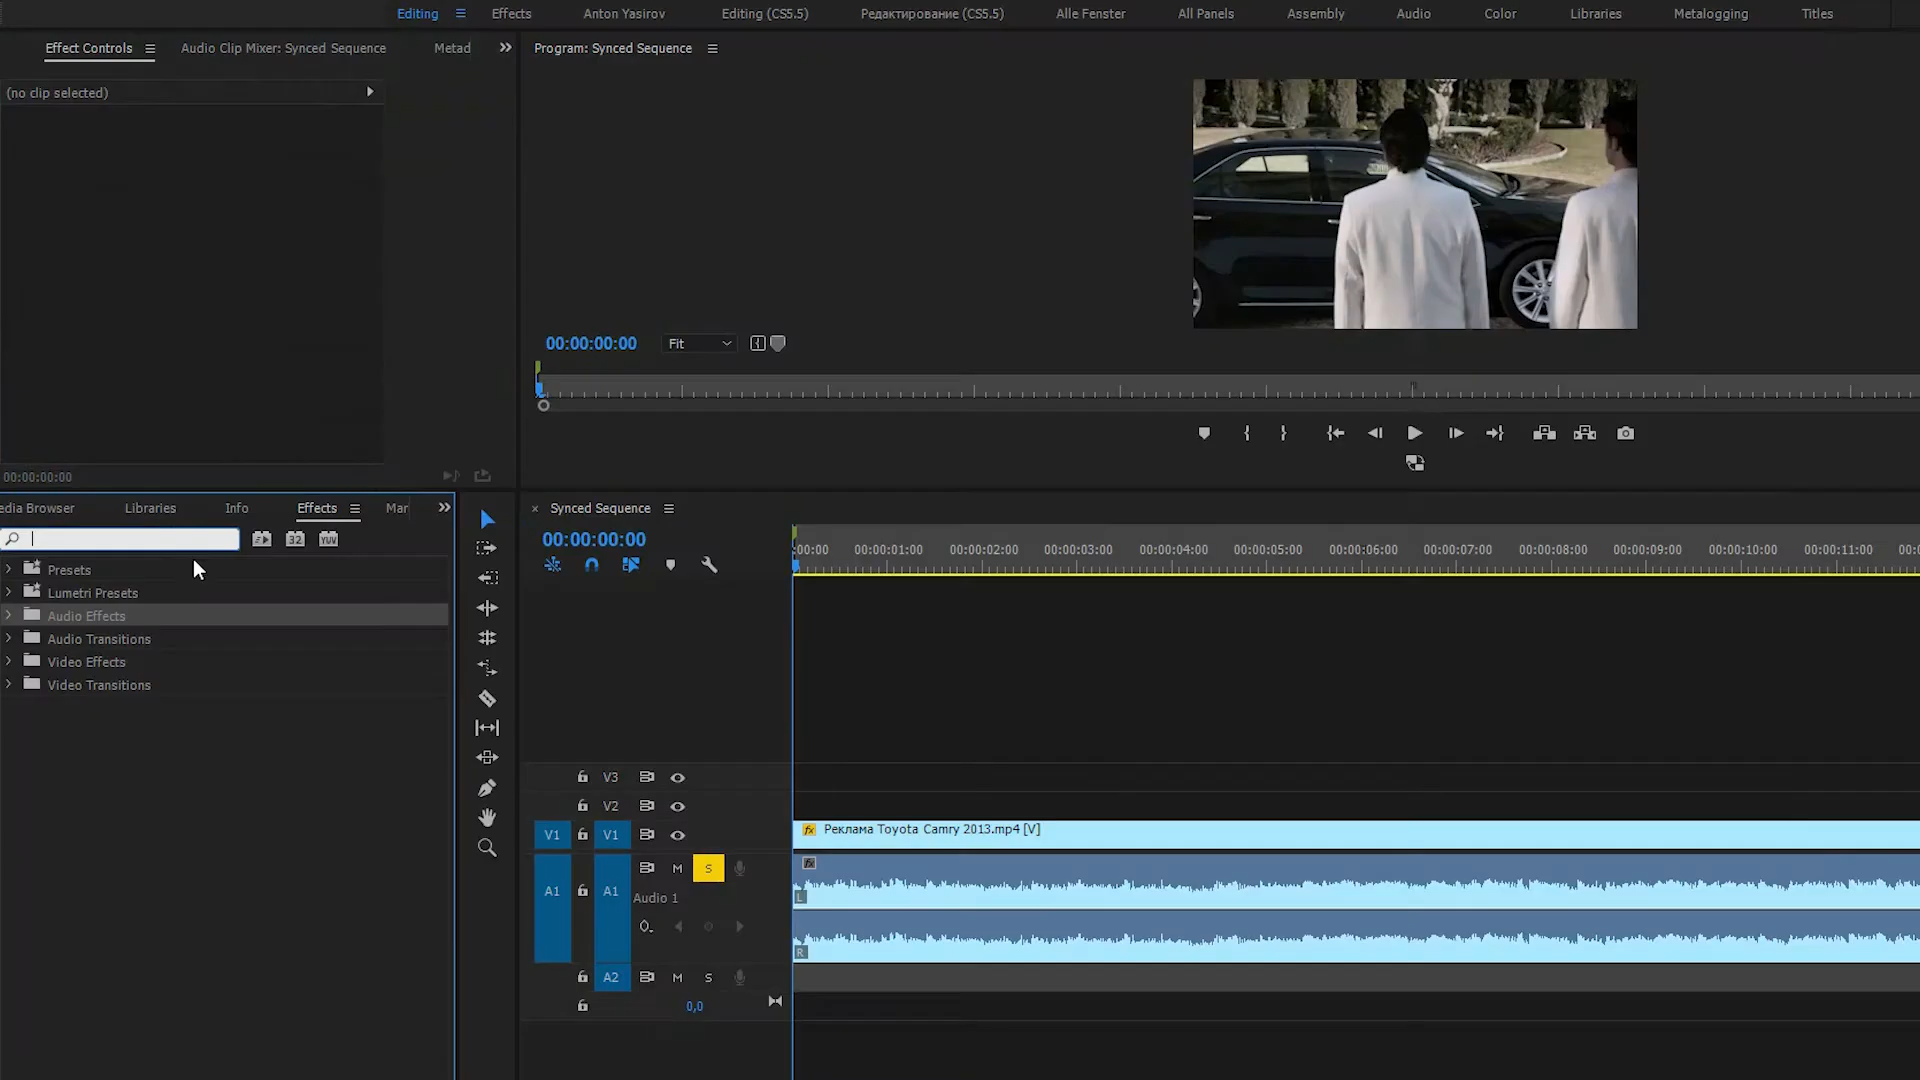 Editing
Effects
Anton Yasirov
Editing (CS5.5)
Редактирование (CS5.5)
Alle Fenster
All Panels
Assembly
Audio
Color
Libraries
Metalogging
Titles
Effect Controls
Audio Clip Mixer: Synced Sequence
Metad
Program: Synced Sequence
(no clip selected)
00:00:00:00
Fit
00:00:00:00
edia Browser
Libraries
Info
Effects
Mar
32
YUV
Presets
Lumetri Presets
Audio Effects
Audio Transitions
Video Effects
Video Transitions
Synced Sequence
00:00:00:00
:00:00
00:00:01:00
00:00:02:00
00:00:03:00
00:00:04:00
00:00:05:00
00:00:06:00
00:00:07:00
00:00:08:00
00:00:09:00
00:00:10:00
00:00:11:00
00:
V3
V2
V1
V1
fx
Реклама Toyota Camry 2013.mp4 [V]
A1
A1
M
S
fx
Audio 1
L
R
A2
M
S
0,0